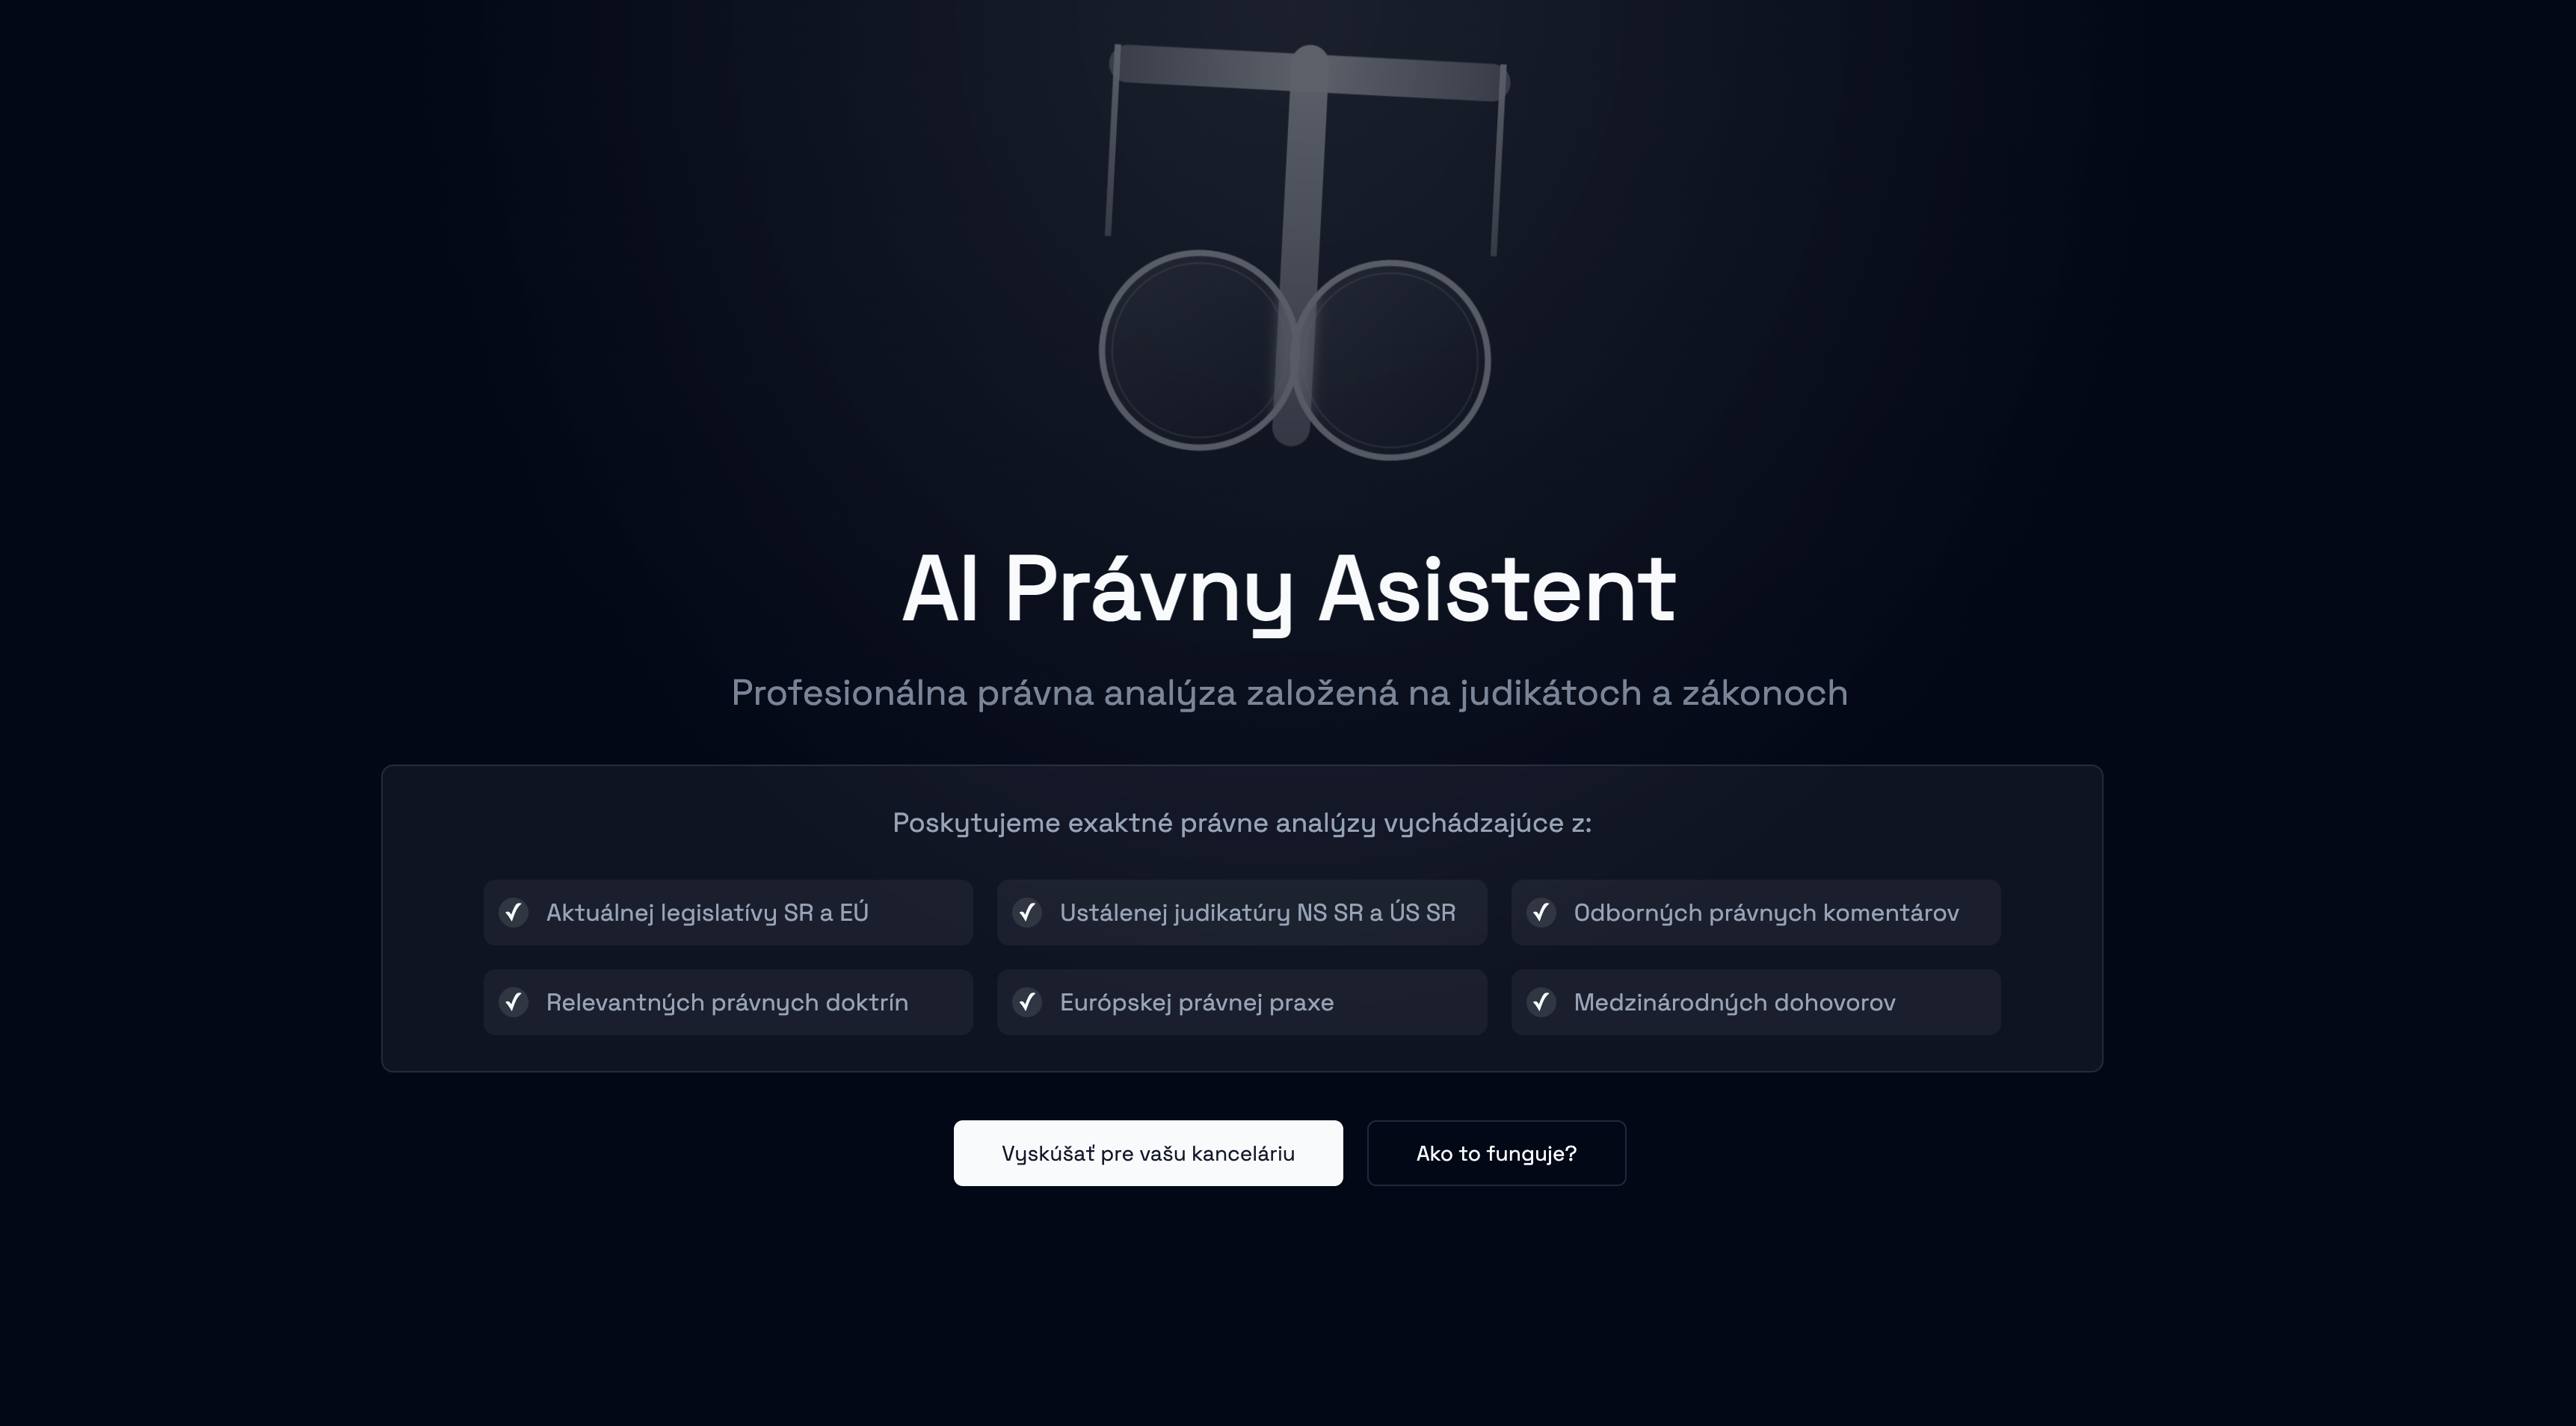 AI Právny Asistent
Profesionálna právna analýza založená na judikátoch a zákonoch
Poskytujeme exaktné právne analýzy vychádzajúce z:
Aktuálnej legislatívy SR a EÚ
Ustálenej judikatúry NS SR a ÚS SR
Odborných právnych komentárov
Relevantných právnych doktrín
Európskej právnej praxe
Medzinárodných dohovorov
Vyskúšať pre vašu kanceláriu
Ako to funguje?